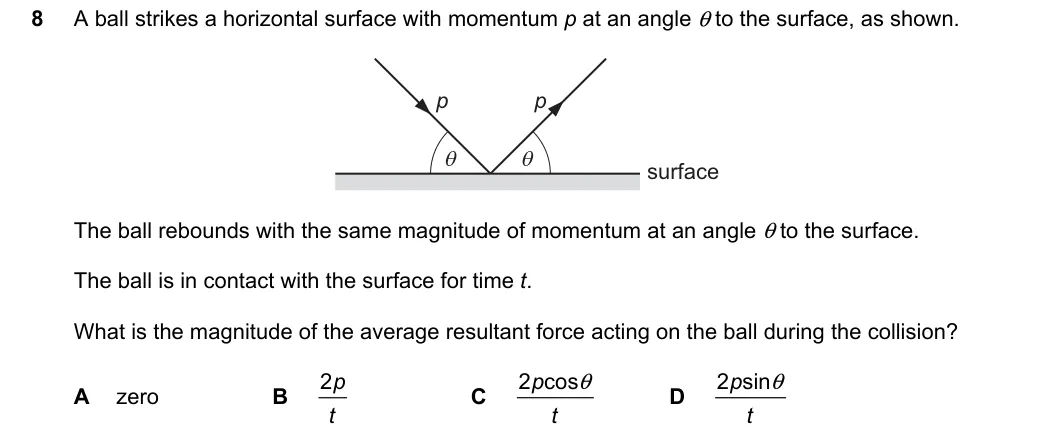 8 A ball strikes a horizontal surface with momentum p at an angle θ to the surface, as shown.
p p
θ θ
surface
The ball rebounds with the same magnitude of momentum at an angle θ to the surface.
The ball is in contact with the surface for time t.
What is the magnitude of the average resultant force acting on the ball during the collision?
A zero B 2p/t C 2pcosθ/t D 2psinθ/t